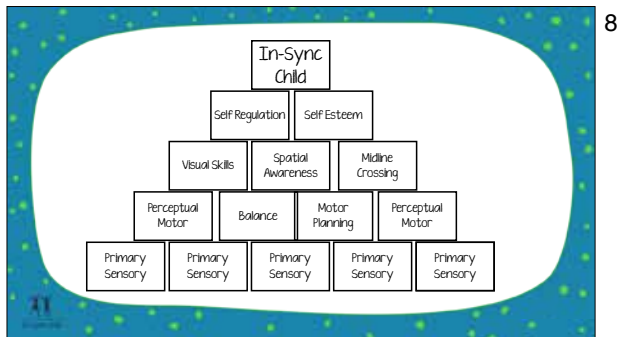 8
In-Sync
Child
Self Regulation
Self Esteem
Visual Skills
Spatial
Awareness
Midline
Crossing
Perceptual
Motor
Balance
Motor
Planning
Perceptual
Motor
Primary
Sensory
Primary
Sensory
Primary
Sensory
Primary
Sensory
Primary
Sensory